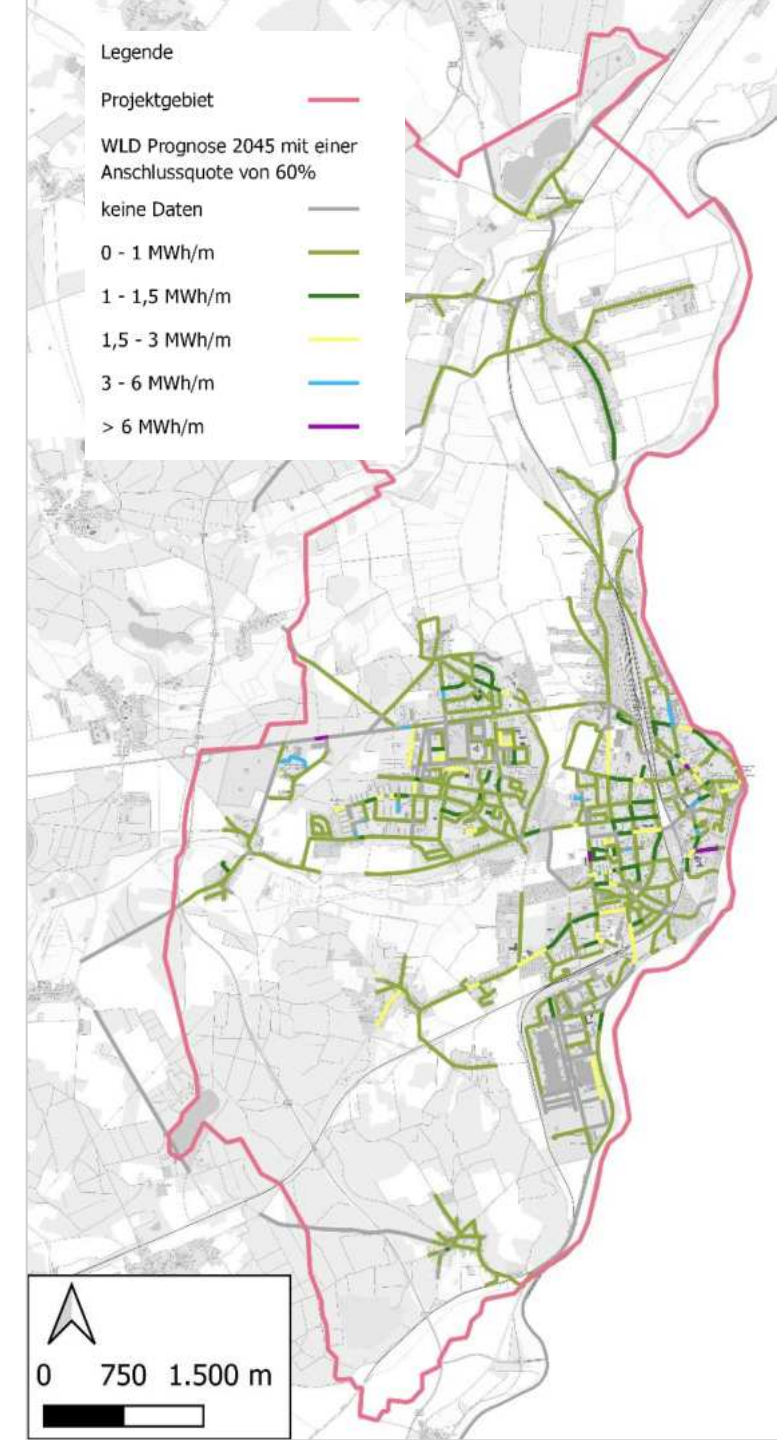 Legende
Projektgebiet
WLD Prognose 2045 mit einer
Anschlussquote von 60%
keine Daten
0 - 1 MWh/m
1 - 1,5 MWh/m
1,5 - 3 MWh/m
3 - 6 MWh/m
> 6 MWh/m
0 750 1.500 m